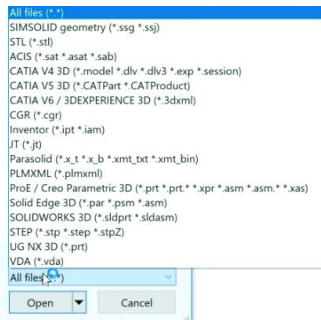 All files (*.*)
SIMSOLID geometry (*.ssg *.ssj)
STL (*.stl)
ACIS (*.sat *.asat *.sab)
CATIA V4 3D (*.model *.dlv *.dlv3 *.exp *.session)
CATIA V5 3D (*.CATPart *.CATProduct)
CATIA V6 / 3DEXPERIENCE 3D (*.3dxml)
CGR (*.cgr)
Inventor (*.ipt *.iam)
JT (*.jt)
Parasolid (*.x_t *.x_b *.xmt_txt *.xmt_bin)
PLMXML (*.plmxml)
ProE / Creo Parametric 3D (*.prt *.prt.* *.xpr *.asm *.asm.* *.xas)
Solid Edge 3D (*.par *.psm *.asm)
SOLIDWORKS 3D (*.sldprt *.sldasm)
STEP (*.stp *.step *.stpZ)
UG NX 3D (*.prt)
VDA (*.vda)
All files (*.*)
Open Cancel